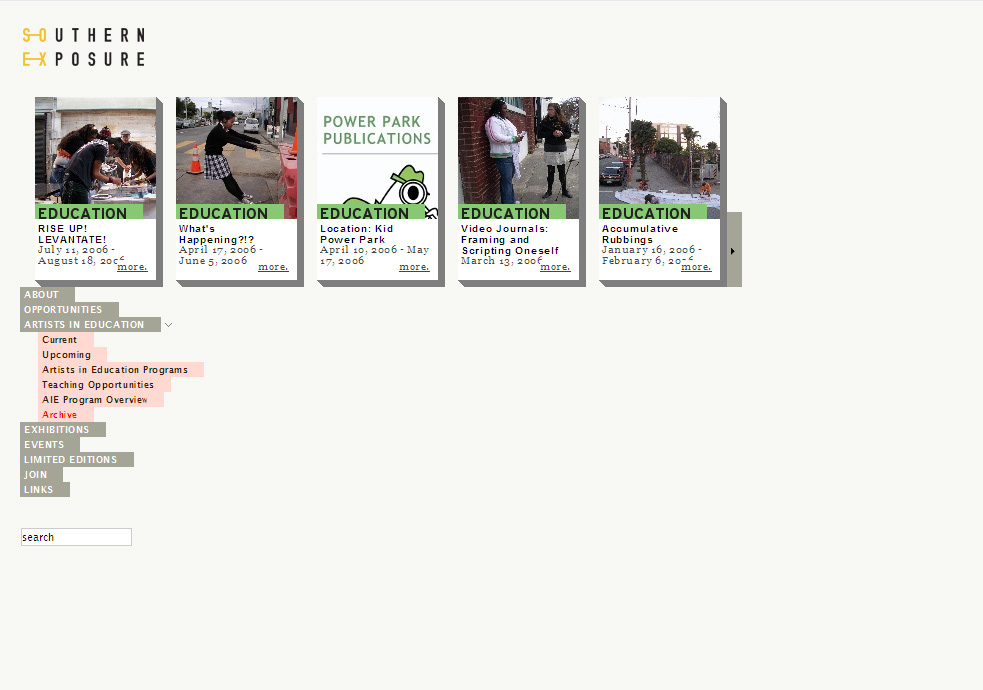 SOUTHERN
EXPOSURE
EDUCATION
RISE UP!
LEVANTATE!
July 11, 2006 -
August 18, 2006
more.
EDUCATION
What's
Happening?!?
April 17, 2006 -
June 5, 2006
more.
POWER PARK
PUBLICATIONS
EDUCATION
Location: Kid
Power Park
April 10, 2006 - May
17, 2006
more.
EDUCATION
Video Journals:
Framing and
Scripting Oneself
March 13, 2006
more.
EDUCATION
Accumulative
Rubbings
January 16, 2006 -
February 6, 2006
more.
ABOUT
OPPORTUNITIES
ARTISTS IN EDUCATION
Current
Upcoming
Artists in Education Programs
Teaching Opportunities
AIE Program Overview
Archive
EXHIBITIONS
EVENTS
LIMITED EDITIONS
JOIN
LINKS
search